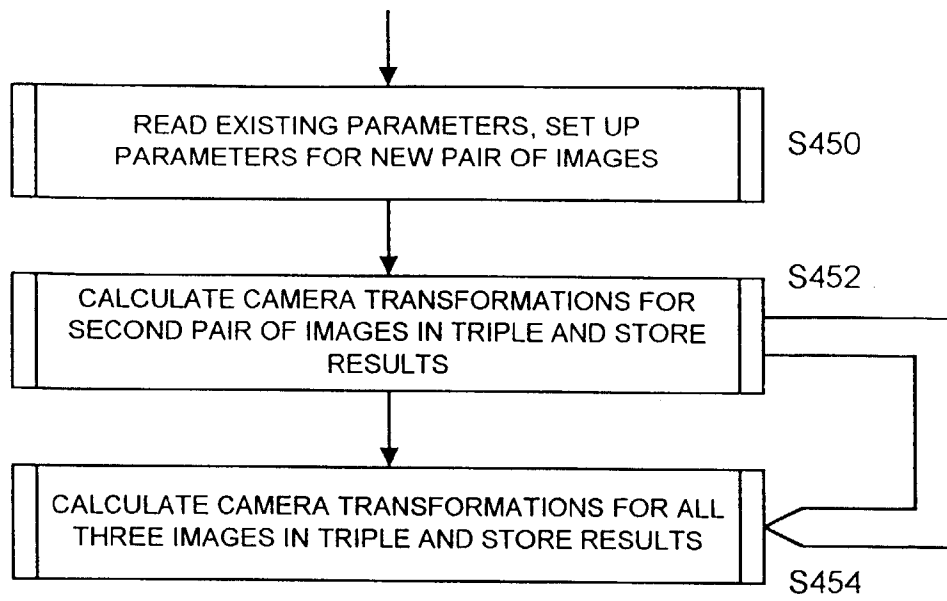 READ EXISTING PARAMETERS, SET UP
PARAMETERS FOR NEW PAIR OF IMAGES
S450
S452
CALCULATE CAMERA TRANSFORMATIONS FOR
SECOND PAIR OF IMAGES IN TRIPLE AND STORE
RESULTS
CALCULATE CAMERA TRANSFORMATIONS FOR ALL
THREE IMAGES IN TRIPLE AND STORE RESULTS
S454